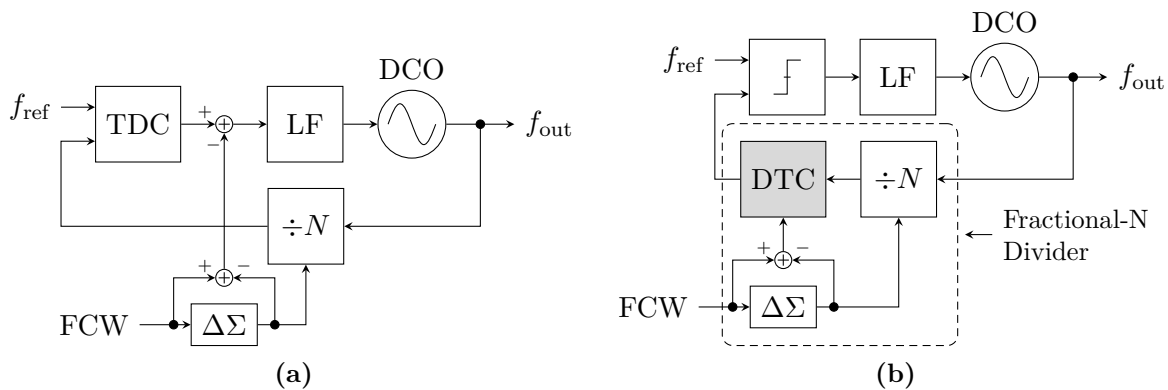 DCO
f_ref
TDC
+
−
LF
f_out
÷N
+
−
FCW
ΔΣ
(a)
DCO
f_ref
LF
f_out
DTC
÷N
Fractional-N
Divider
+
−
FCW
ΔΣ
(b)